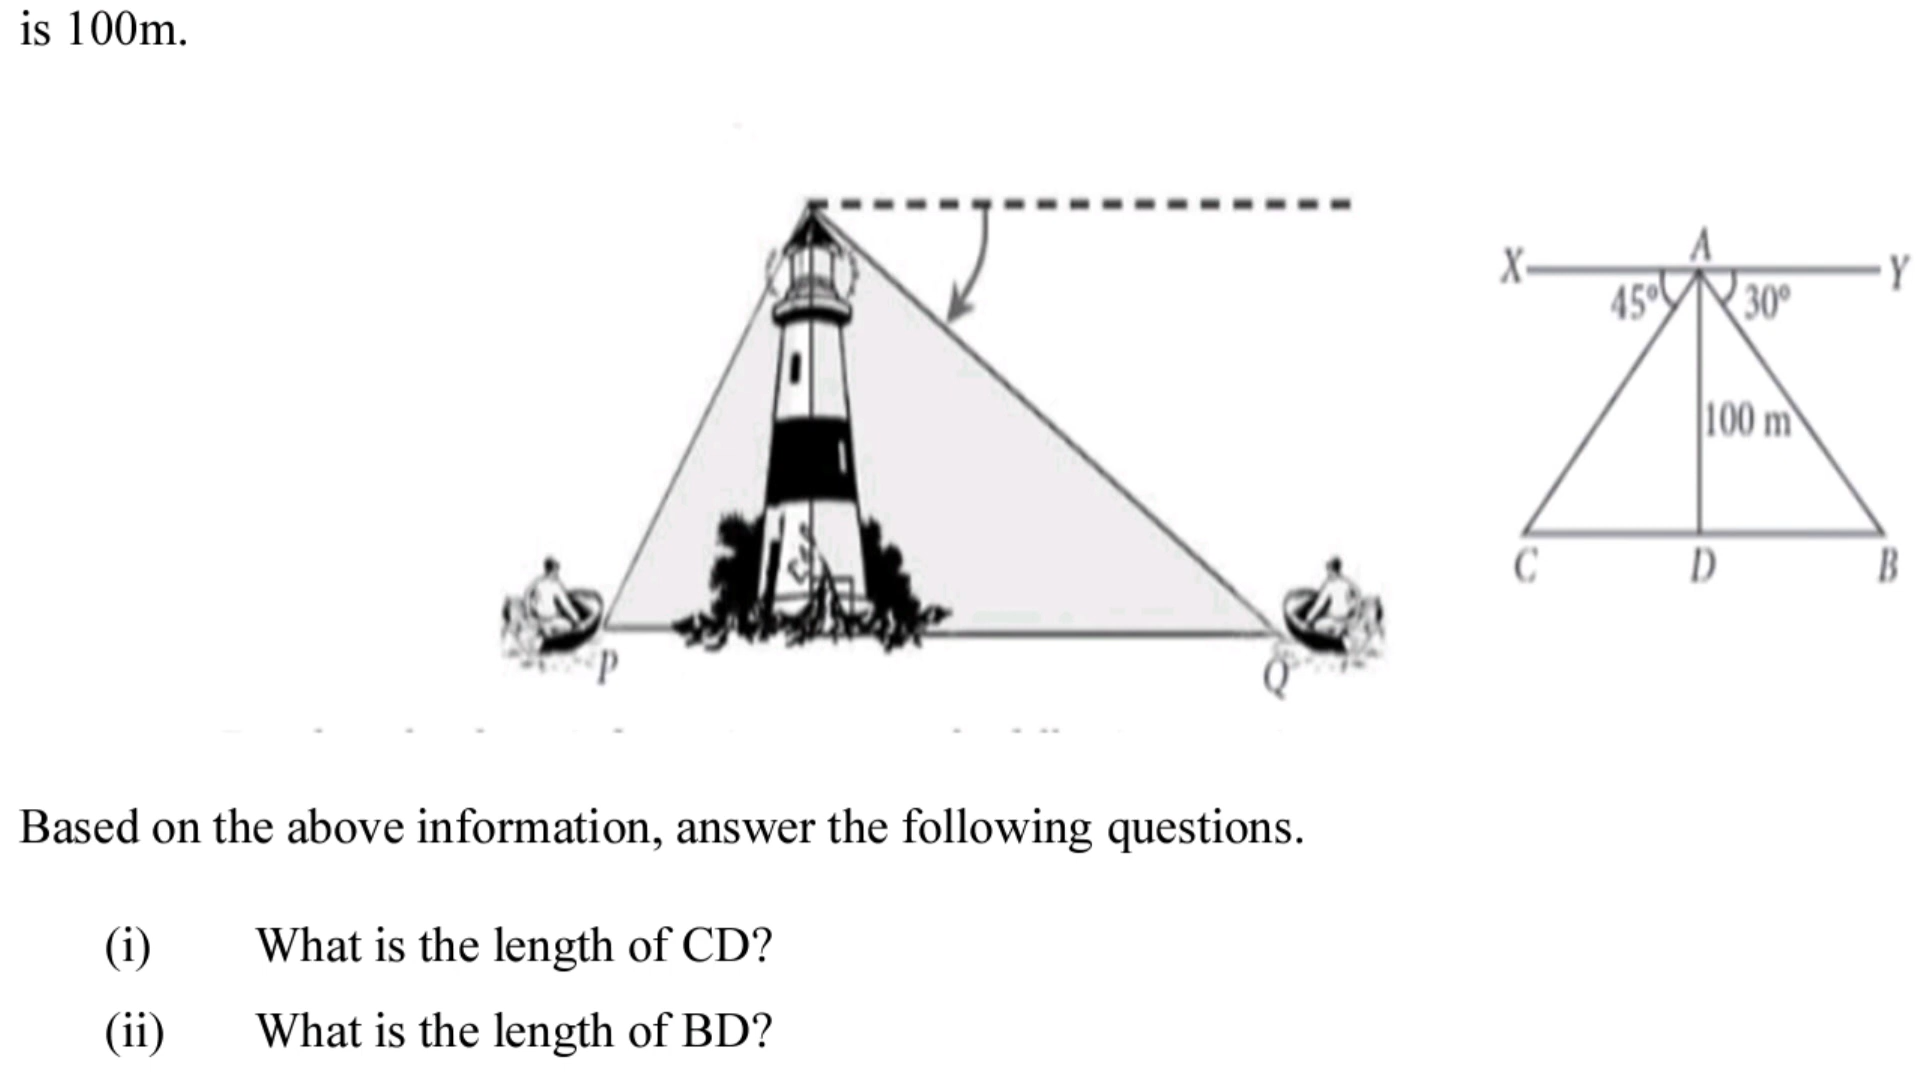 is 100m.
X
A
Y
45°
30°
100 m
C
D
B
P
Q
Based on the above information, answer the following questions.
(i) What is the length of CD?
(ii) What is the length of BD?